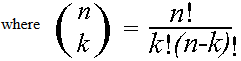 where (n k) = n! / k!(n-k)!